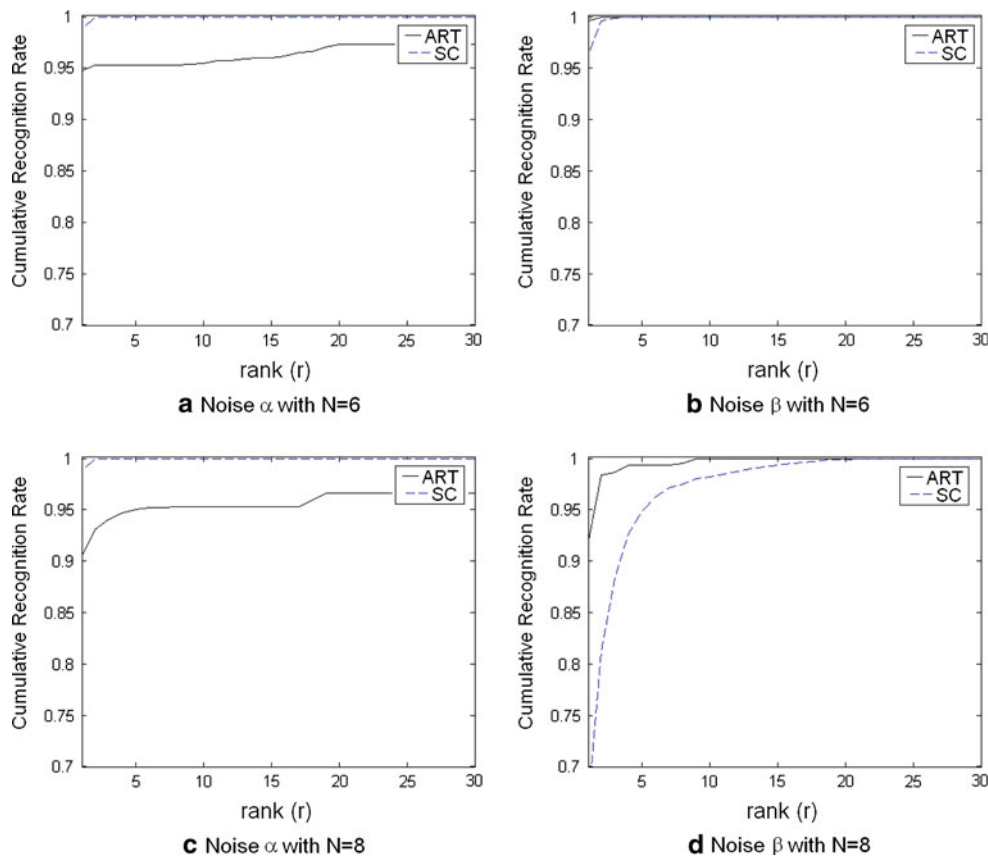 1
0.95
0.9
0.85
0.8
0.75
0.7
Cumulative Recognition Rate
ART
SC
5 10 15 20 25 30
rank (r)
a Noise α with N=6
1
0.95
0.9
0.85
0.8
0.75
0.7
Cumulative Recognition Rate
ART
SC
5 10 15 20 25 30
rank (r)
b Noise β with N=6
1
0.95
0.9
0.85
0.8
0.75
0.7
Cumulative Recognition Rate
ART
SC
5 10 15 20 25 30
rank (r)
c Noise α with N=8
1
0.95
0.9
0.85
0.8
0.75
0.7
Cumulative Recognition Rate
ART
SC
5 10 15 20 25 30
rank (r)
d Noise β with N=8